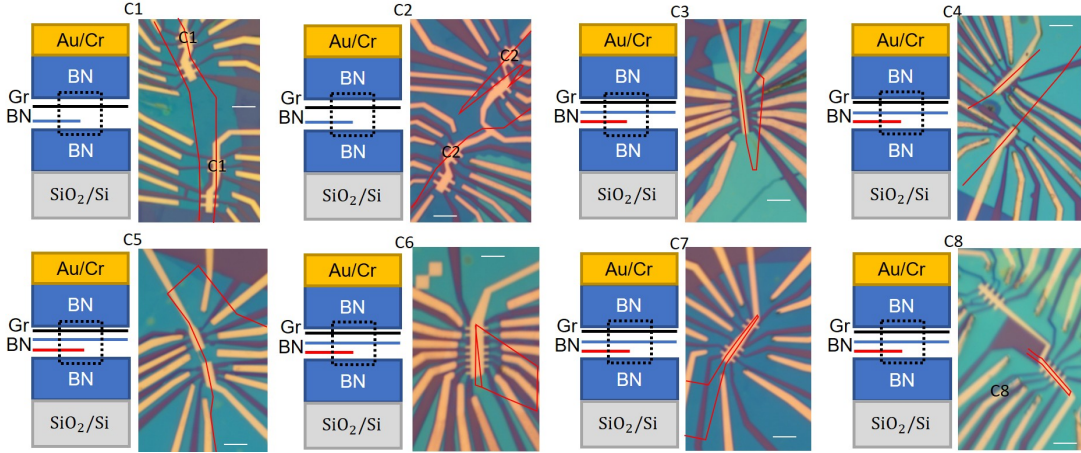 C1
C2
C3
C4
Au/Cr
BN
Gr
BN
BN
SiO₂/Si
C1
C1
Au/Cr
BN
Gr
BN
BN
SiO₂/Si
C2
C2
Au/Cr
BN
Gr
BN
BN
SiO₂/Si
Au/Cr
BN
Gr
BN
BN
SiO₂/Si
C5
C6
C7
C8
Au/Cr
BN
Gr
BN
BN
SiO₂/Si
Au/Cr
BN
Gr
BN
BN
SiO₂/Si
Au/Cr
BN
Gr
BN
BN
SiO₂/Si
Au/Cr
BN
Gr
BN
BN
SiO₂/Si
C8